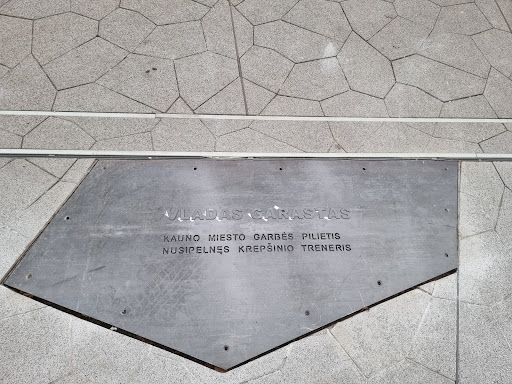 VLADAS GARASTAS
KAUNO MIESTO GARBĖS PILIETIS
NUSIPELNĘS KREPŠINIO TRENERIS